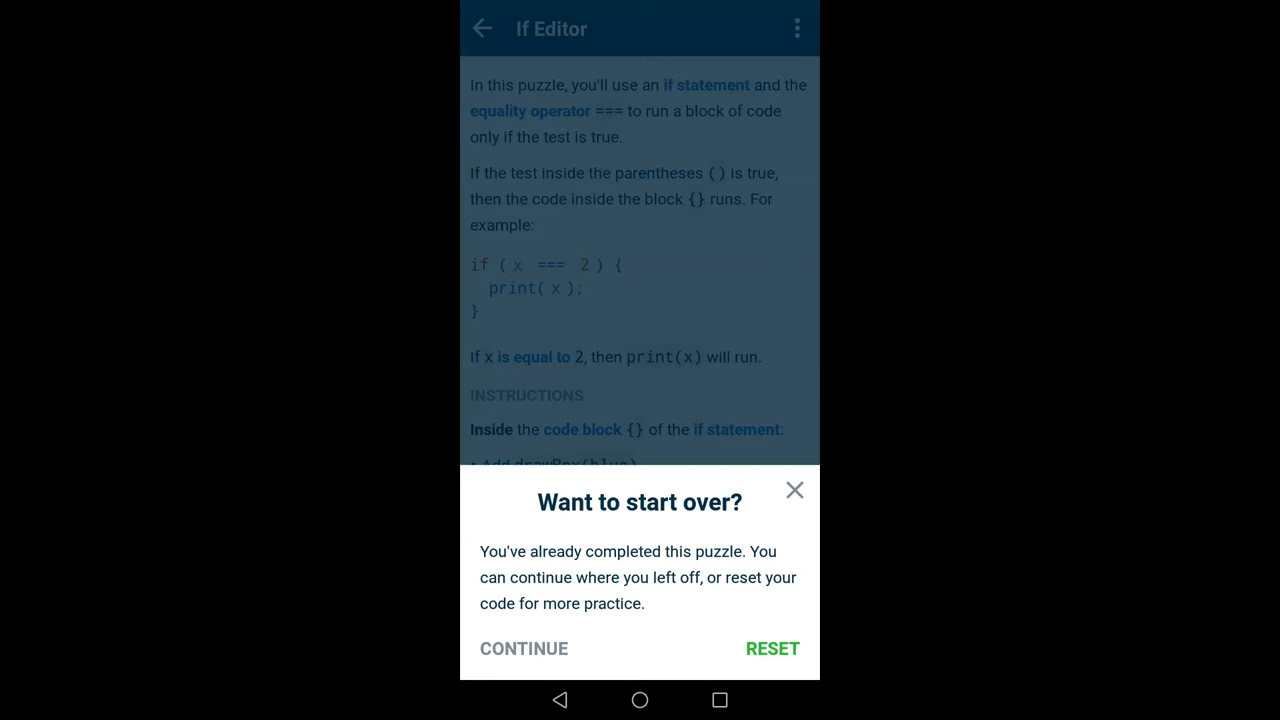 If Editor
In this puzzle, you'll use an if statement and the
equality operator === to run a block of code
only if the test is true.
If the test inside the parentheses () is true,
then the code inside the block {} runs. For
example:
if ( x === 2 ) {
print( x );
}
If x is equal to 2, then print(x) will run.
INSTRUCTIONS
Inside the code block {} of the if statement:
• Add drawBox(blue)
Want to start over?
You've already completed this puzzle. You
can continue where you left off, or reset your
code for more practice.
CONTINUE
RESET